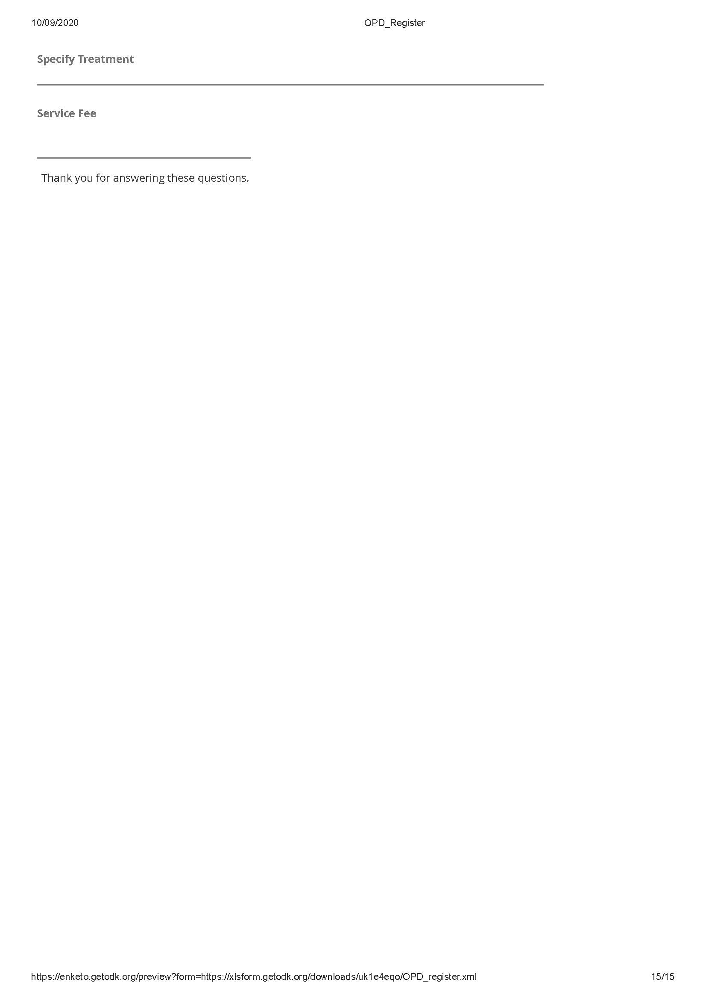 10/09/2020 OPD_Register
Specify Treatment
Service Fee
Thank you for answering these questions.
https://enketo.getodk.org/preview?form=https://xlsform.getodk.org/downloads/uk1e4eqo/OPD_register.xml 15/15